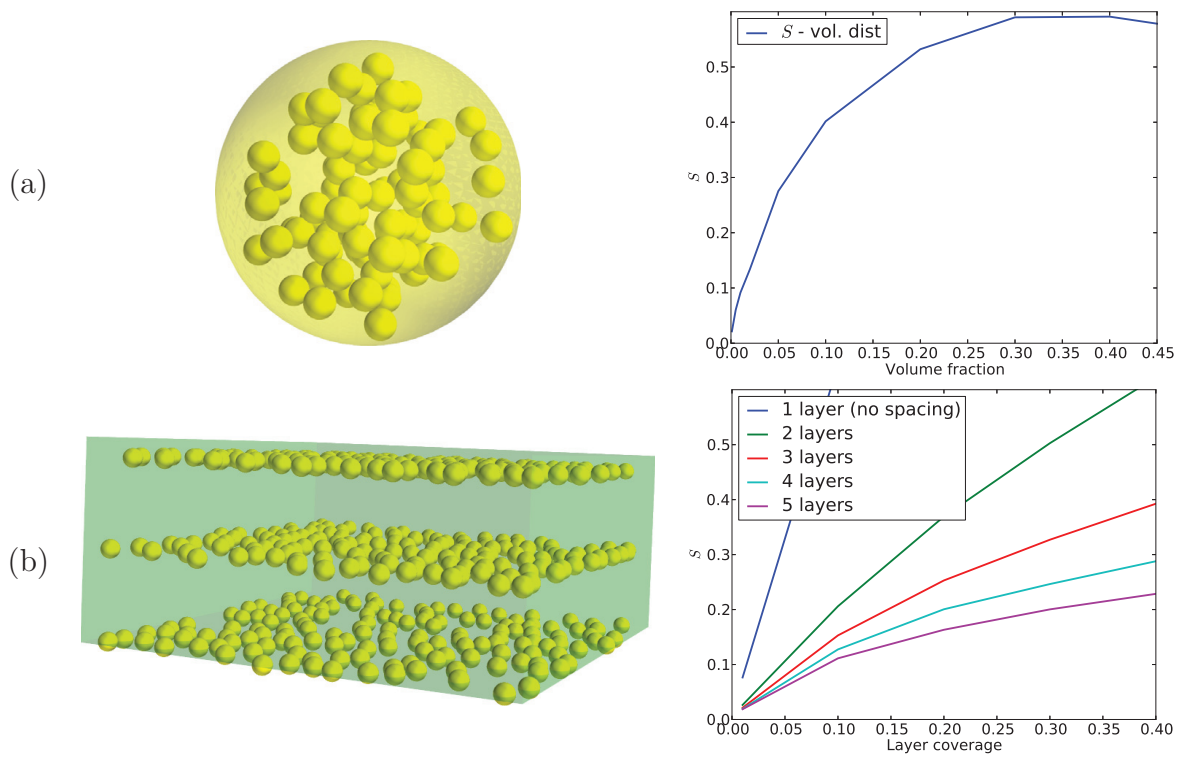 (a)
S - vol. dist
S
0.5
0.4
0.3
0.2
0.1
0.0
0.00 0.05 0.10 0.15 0.20 0.25 0.30 0.35 0.40 0.45
Volume fraction
(b)
1 layer (no spacing)
2 layers
3 layers
4 layers
5 layers
S
0.5
0.4
0.3
0.2
0.1
0.0
0.00 0.05 0.10 0.15 0.20 0.25 0.30 0.35 0.40
Layer coverage